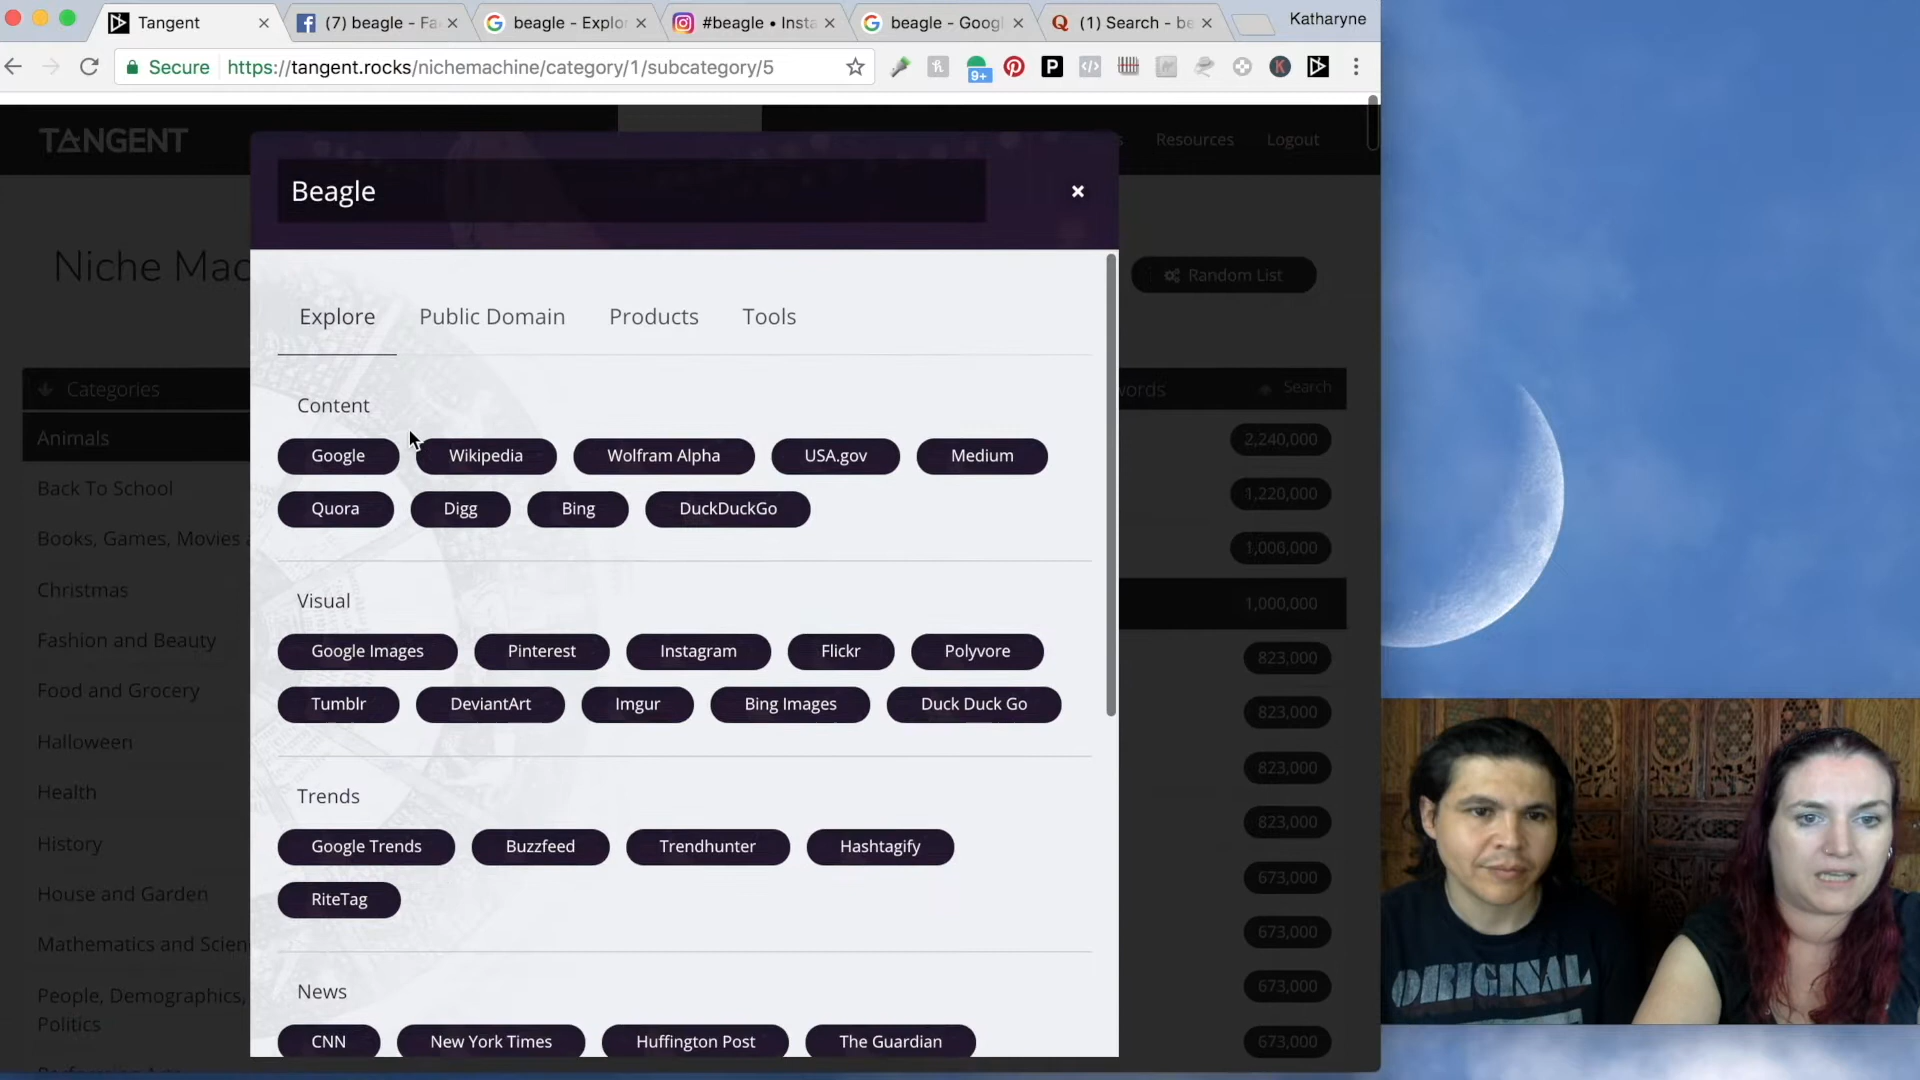 Tangent
(7) beagle - Fa
beagle - Explo
#beagle • Insta
beagle - Googl
(1) Search - be
Katharyne
Secure https://tangent.rocks/nichemachine/category/1/subcategory/5
9+
TANGENT
Resources Logout
Beagle
Niche Mac
Random List
Explore Public Domain Products Tools
Categories
words Search
Content
Animals
2,240,000
Google Wikipedia Wolfram Alpha USA.gov Medium
Back To School
1,220,000
Quora Digg Bing DuckDuckGo
Books, Games, Movies a
1,000,000
Christmas
Visual
1,000,000
Fashion and Beauty
Google Images Pinterest Instagram Flickr Polyvore
823,000
Food and Grocery
Tumblr DeviantArt Imgur Bing Images Duck Duck Go
823,000
Halloween
823,000
Health
Trends
823,000
History
Google Trends Buzzfeed Trendhunter Hashtagify
673,000
House and Garden
RiteTag
673,000
Mathematics and Scien
673,000
People, Demographics,
Politics
News
CNN New York Times Huffington Post The Guardian
673,000
ORIGINAL